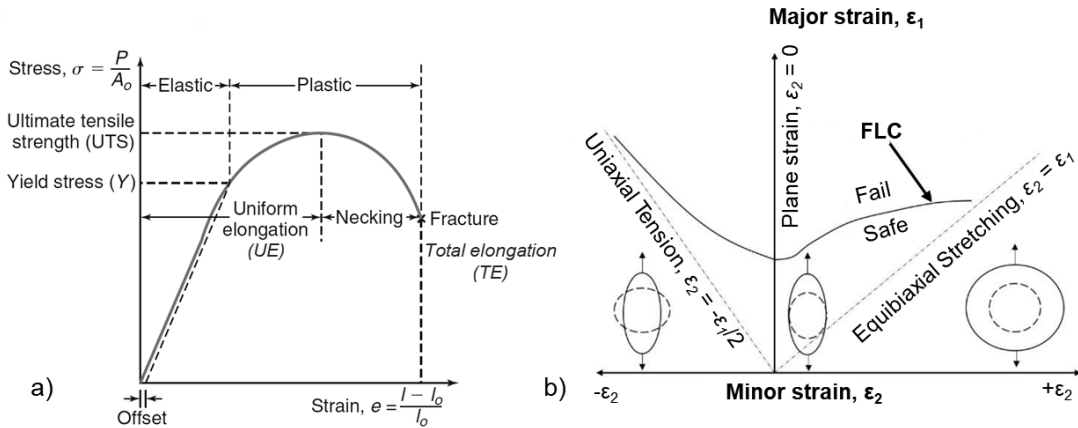 Stress, σ = P/Aₒ
Elastic
Plastic
Ultimate tensile
strength (UTS)
Yield stress (Y)
Uniform
elongation
(UE)
Necking
Fracture
Total elongation
(TE)
a)
Offset
Strain, e = l – lₒ/lₒ
Major strain, ε₁
Plane strain, ε₂ = 0
FLC
Fail
Safe
Uniaxial Tension, ε₂ = -ε₁/2
Equibiaxial Stretching, ε₂ = ε₁
b)
-ε₂
Minor strain, ε₂
+ε₂